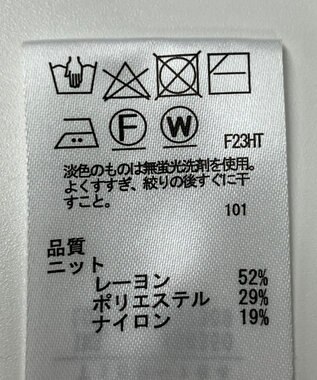 F W F23HT
淡色のものは無蛍光洗剤を使用。
よくすすぎ、絞りの後すぐに干
すこと。
101
品質
ニット
レーヨン 52%
ポリエステル 29%
ナイロン 19%